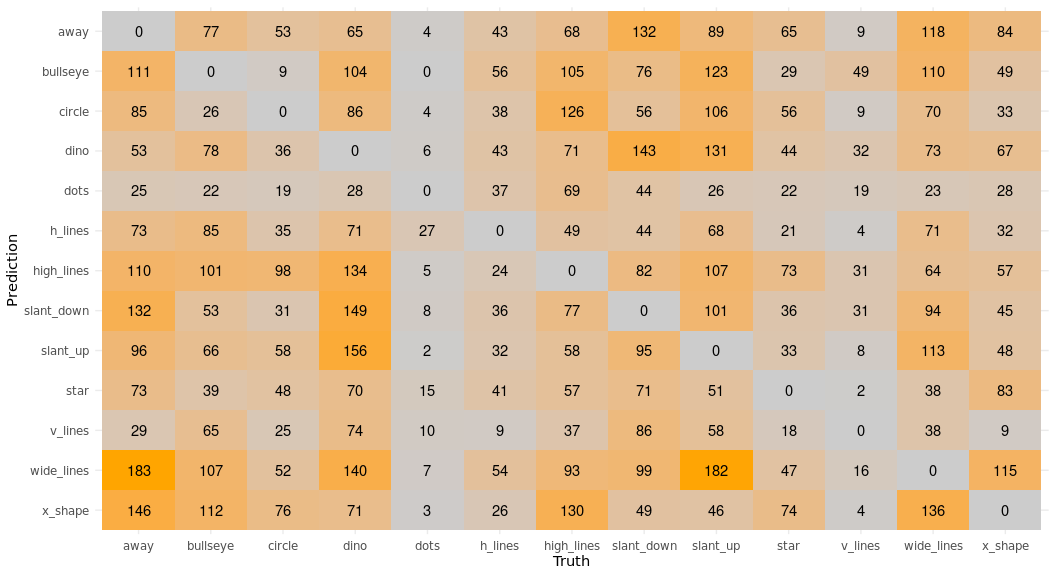 away 0 77 53 65 4 43 68 132 89 65 9 118 84
bullseye 111 0 9 104 0 56 105 76 123 29 49 110 49
circle 85 26 0 86 4 38 126 56 106 56 9 70 33
dino 53 78 36 0 6 43 71 143 131 44 32 73 67
dots 25 22 19 28 0 37 69 44 26 22 19 23 28
h_lines 73 85 35 71 27 0 49 44 68 21 4 71 32
high_lines 110 101 98 134 5 24 0 82 107 73 31 64 57
slant_down 132 53 31 149 8 36 77 0 101 36 31 94 45
slant_up 96 66 58 156 2 32 58 95 0 33 8 113 48
star 73 39 48 70 15 41 57 71 51 0 2 38 83
v_lines 29 65 25 74 10 9 37 86 58 18 0 38 9
wide_lines 183 107 52 140 7 54 93 99 182 47 16 0 115
x_shape 146 112 76 71 3 26 130 49 46 74 4 136 0
away bullseye circle dino dots h_lines high_lines slant_down slant_up star v_lines wide_lines x_shape
Truth
Prediction